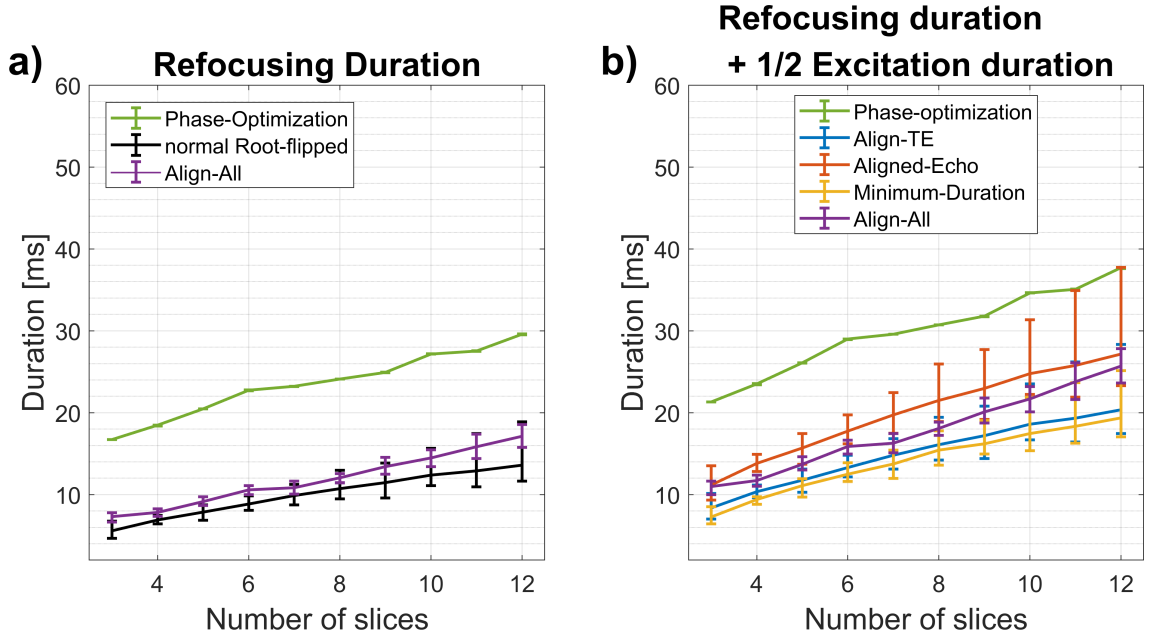 a)
Refocusing Duration
60
50
40
30
20
10
Duration [ms]
Phase-Optimization
normal Root-flipped
Align-All
4 6 8 10 12
Number of slices
b)
Refocusing duration
+ 1/2 Excitation duration
60
50
40
30
20
10
Duration [ms]
Phase-optimization
Align-TE
Aligned-Echo
Minimum-Duration
Align-All
4 6 8 10 12
Number of slices